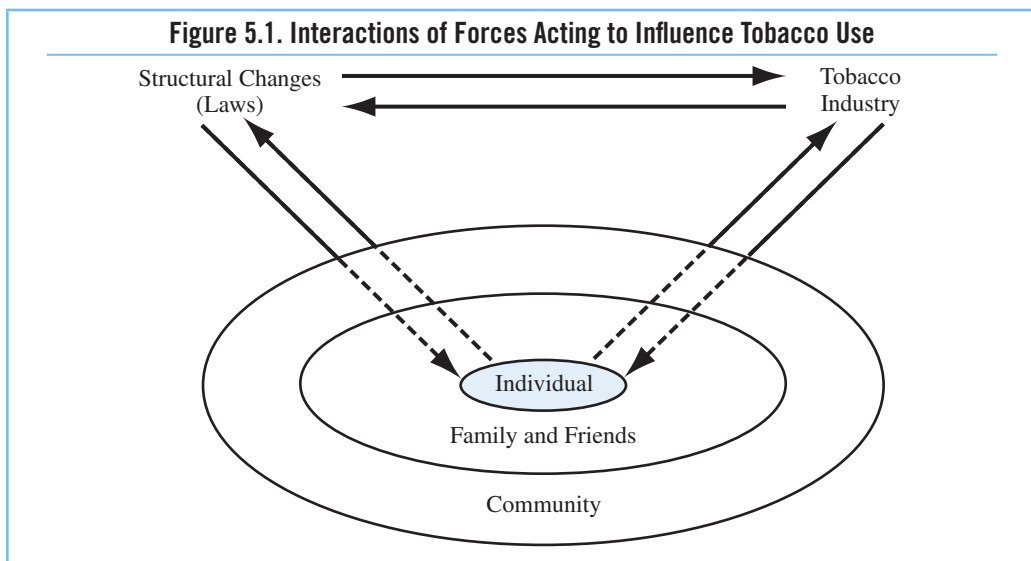 Figure 5.1. Interactions of Forces Acting to Influence Tobacco Use
Structural Changes
(Laws)
Tobacco
Industry
Individual
Family and Friends
Community